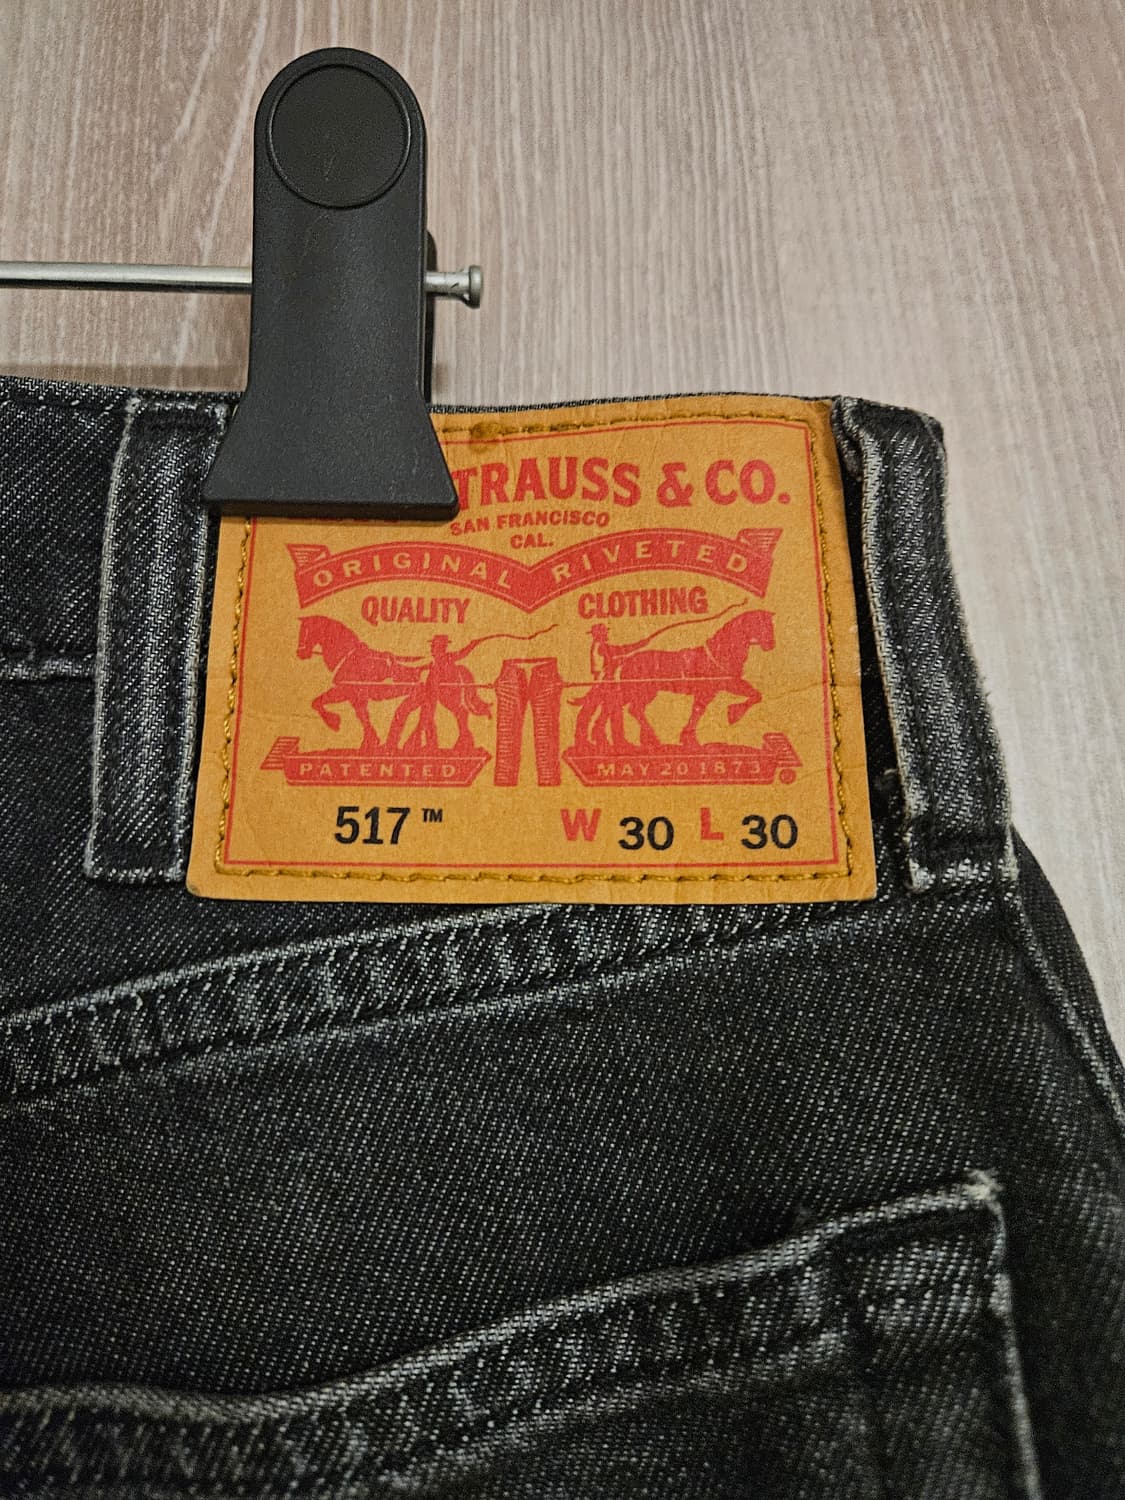 TRAUSS & CO.
SAN FRANCISCO
CAL.
ORIGINAL RIVETED
QUALITY CLOTHING
PATENTED MAY 20 1873 ®
517™ W 30 L 30